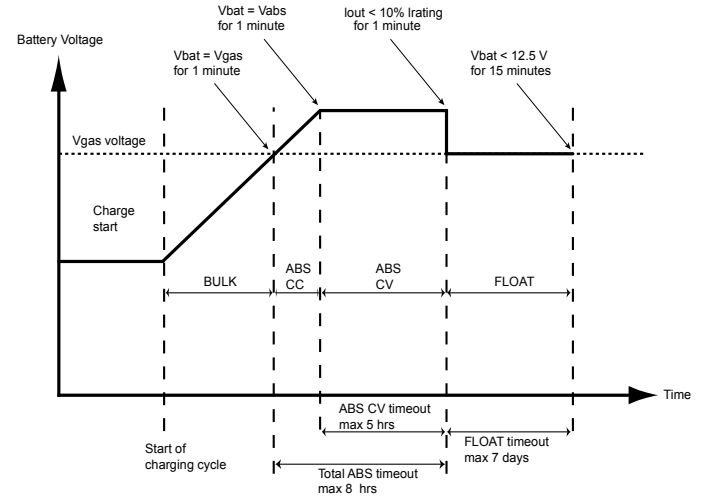 Vbat = Vabs
for 1 minute
Iout < 10% Irating
for 1 minute
Battery Voltage
Vbat = Vgas
for 1 minute
Vbat < 12.5 V
for 15 minutes
Vgas voltage
Charge
start
BULK
ABS
CC
ABS
CV
FLOAT
Time
ABS CV timeout
max 5 hrs
Start of
charging cycle
FLOAT timeout
max 7 days
Total ABS timeout
max 8 hrs